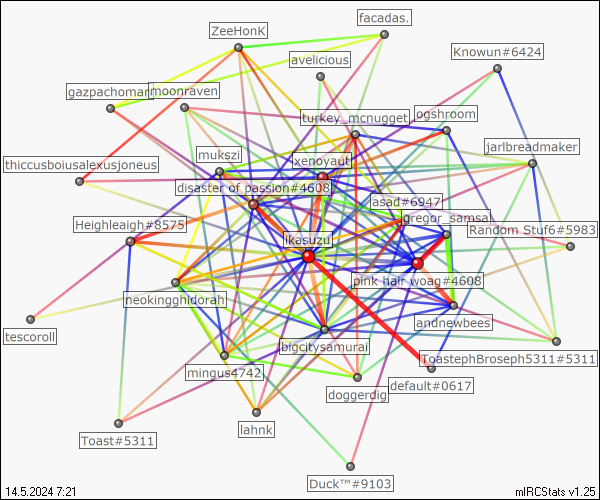 facadas.
ZeeHonK
Knowun#6424
avelicious
gazpachoman
moonraven
turkey_mcnugget
ogshroom
jarlbreadmaker
mukszi
xenoyaut
thiccusboiusalexusjoneus
disaster of passion#4608
asad#6947
gregor_samsa
Heighleaigh#8575
Random Stuf6#5983
ikasuzu
pink hair woag#4608
neokingghidorah
andnewbees
tescoroll
bigcitysamurai
ToastephBroseph5311#5311
mingus4742
default#0617
doggerdig
Toast#5311
lahnk
Duck™#9103
14.5.2024 7:21
mIRCStats v1.25